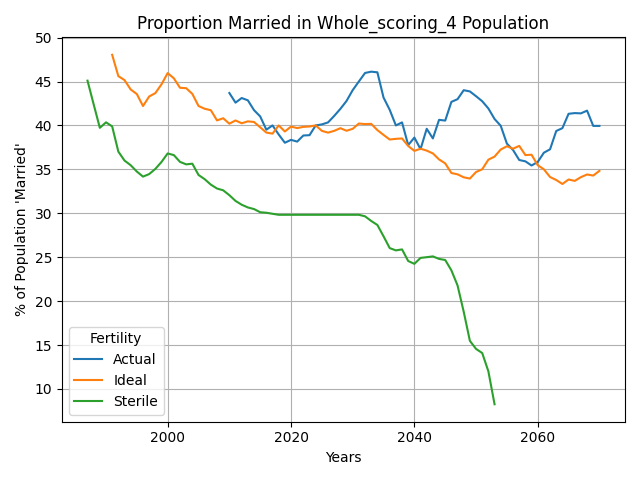 Proportion Married in Whole_scoring_4 Population
% of Population 'Married'
50
45
40
35
30
25
20
15
10
Fertility
Actual
Ideal
Sterile
2000
2020
2040
2060
Years